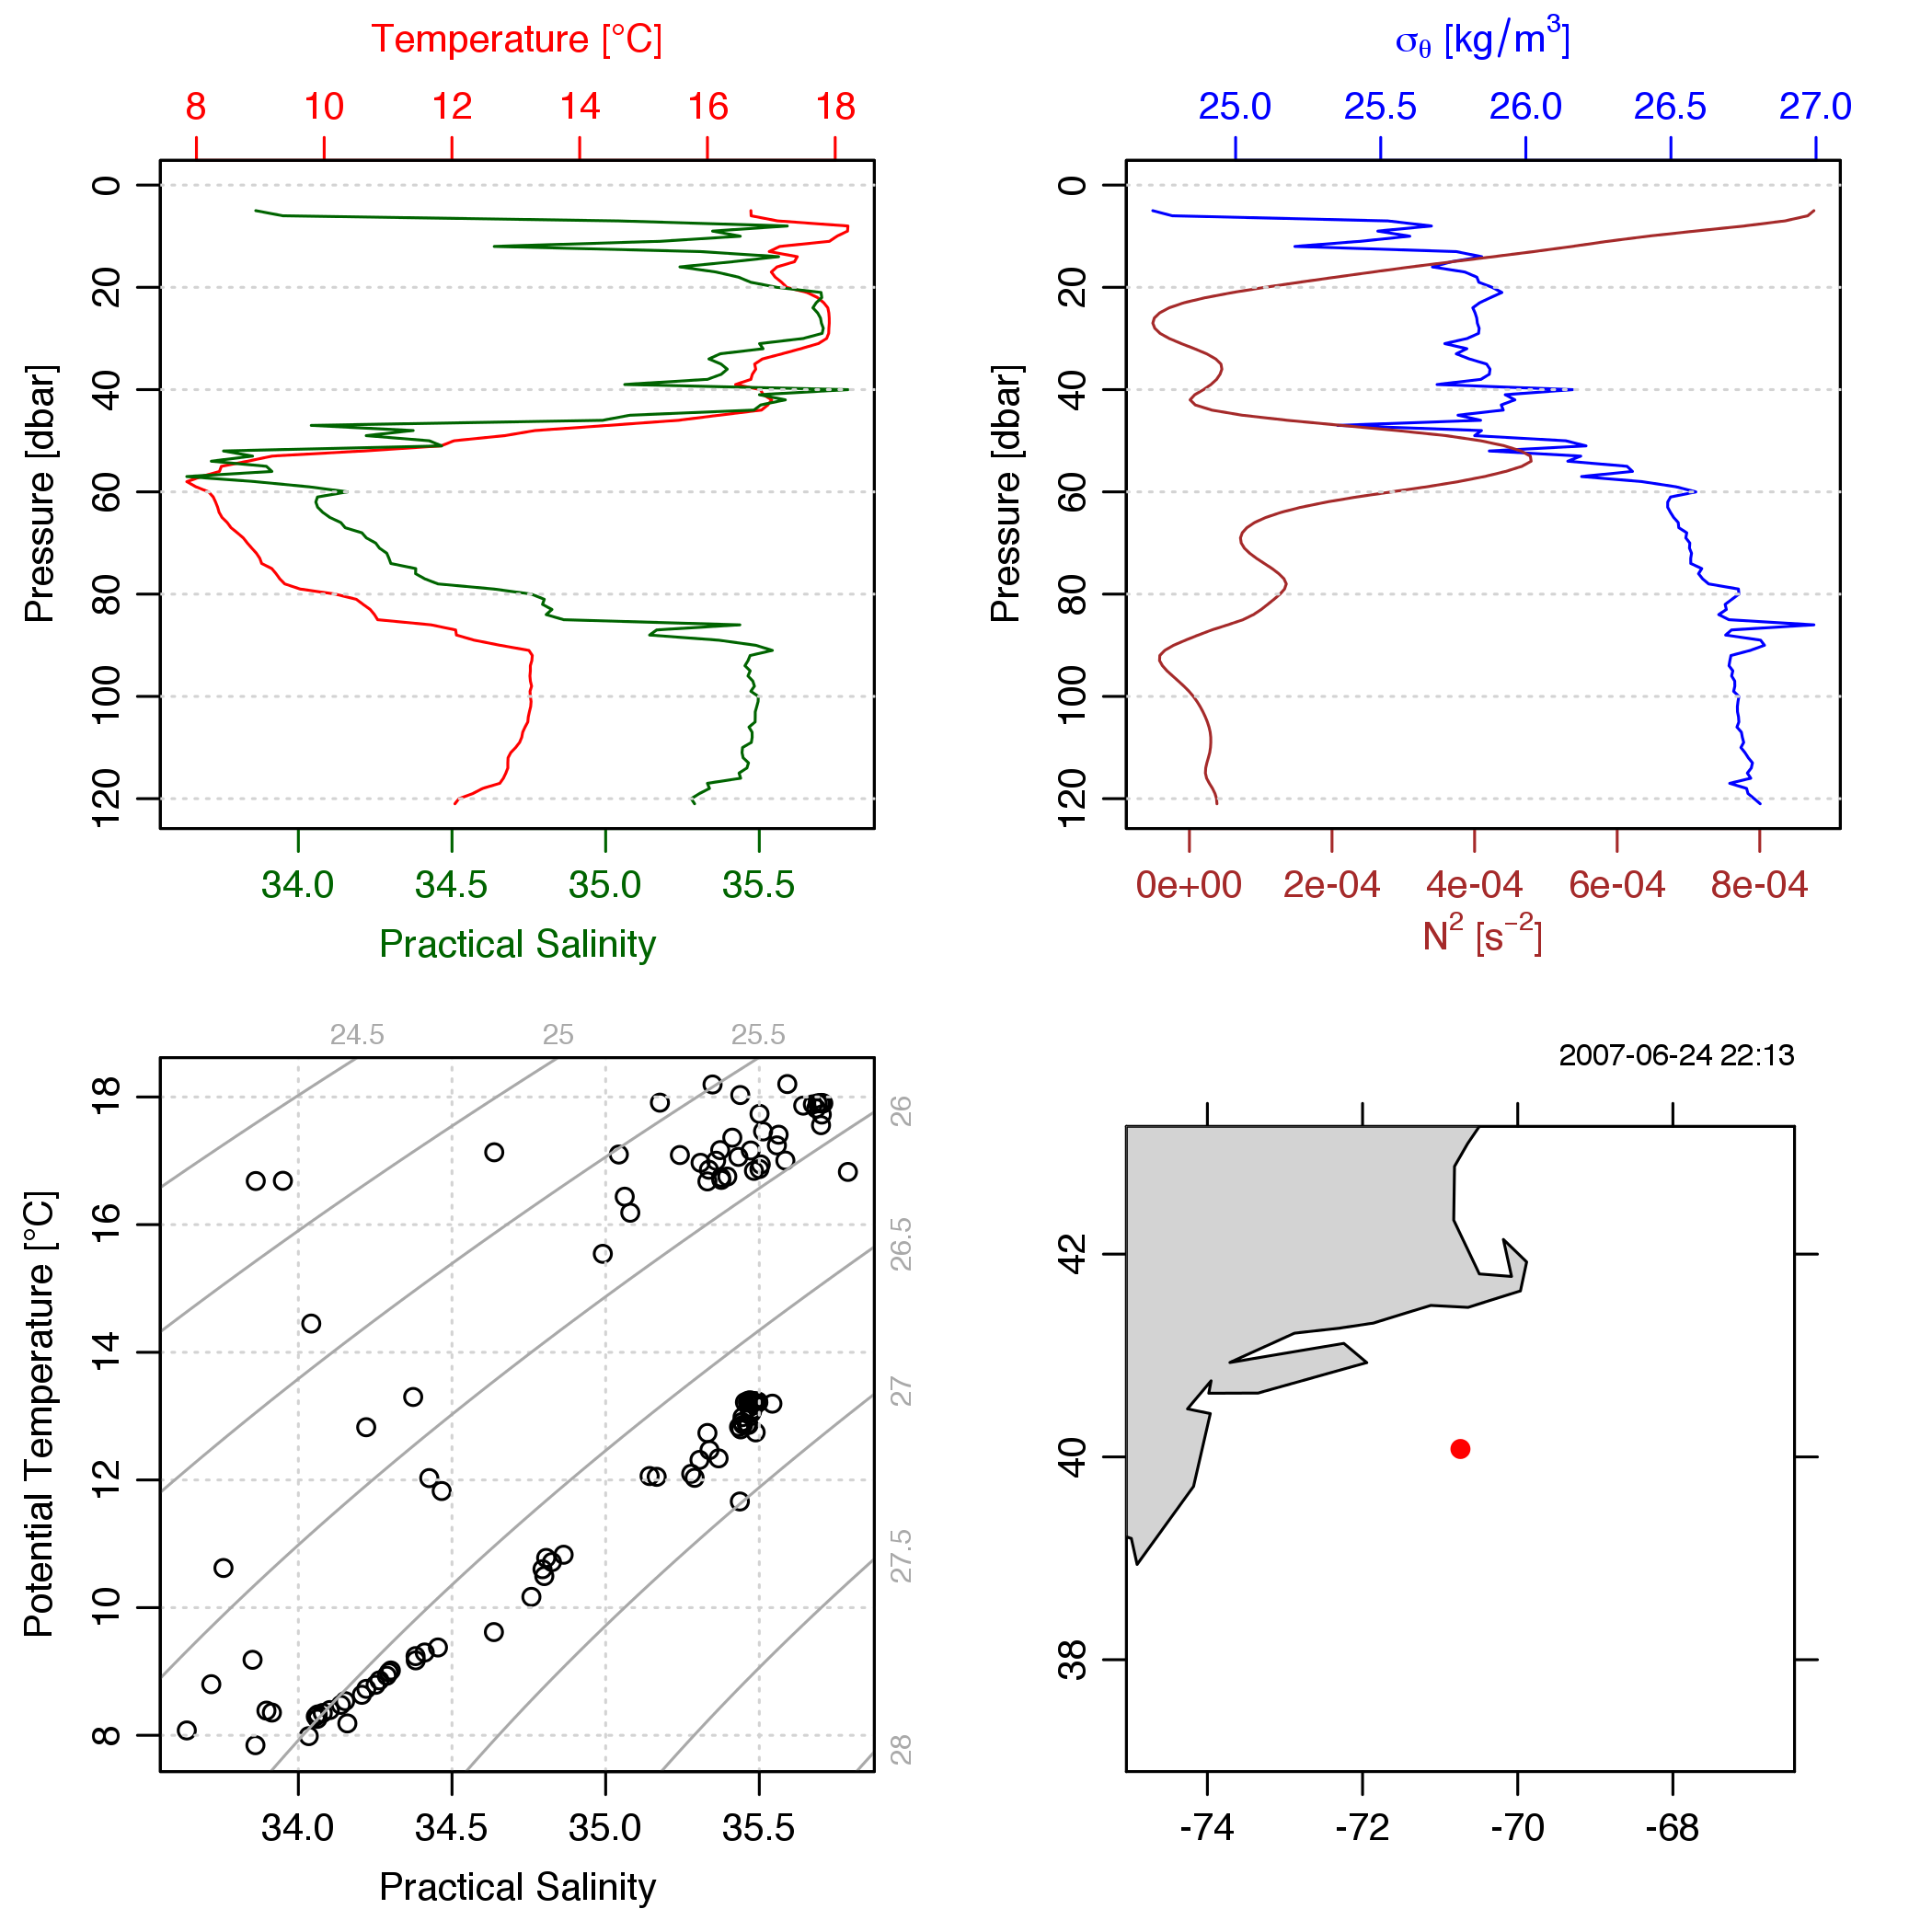 Temperature [°C]
8 10 12 14 16 18
Pressure [dbar]
0 20 40 60 80 100 120
34.0 34.5 35.0 35.5
Practical Salinity
σθ [kg/m³]
25.0 25.5 26.0 26.5 27.0
Pressure [dbar]
0 20 40 60 80 100 120
0e+00 2e-04 4e-04 6e-04 8e-04
N² [s⁻²]
24.5 25 25.5
26 26.5 27 27.5 28
Potential Temperature [°C]
8 10 12 14 16 18
34.0 34.5 35.0 35.5
Practical Salinity
2007-06-24 22:13
42 40 38
-74 -72 -70 -68